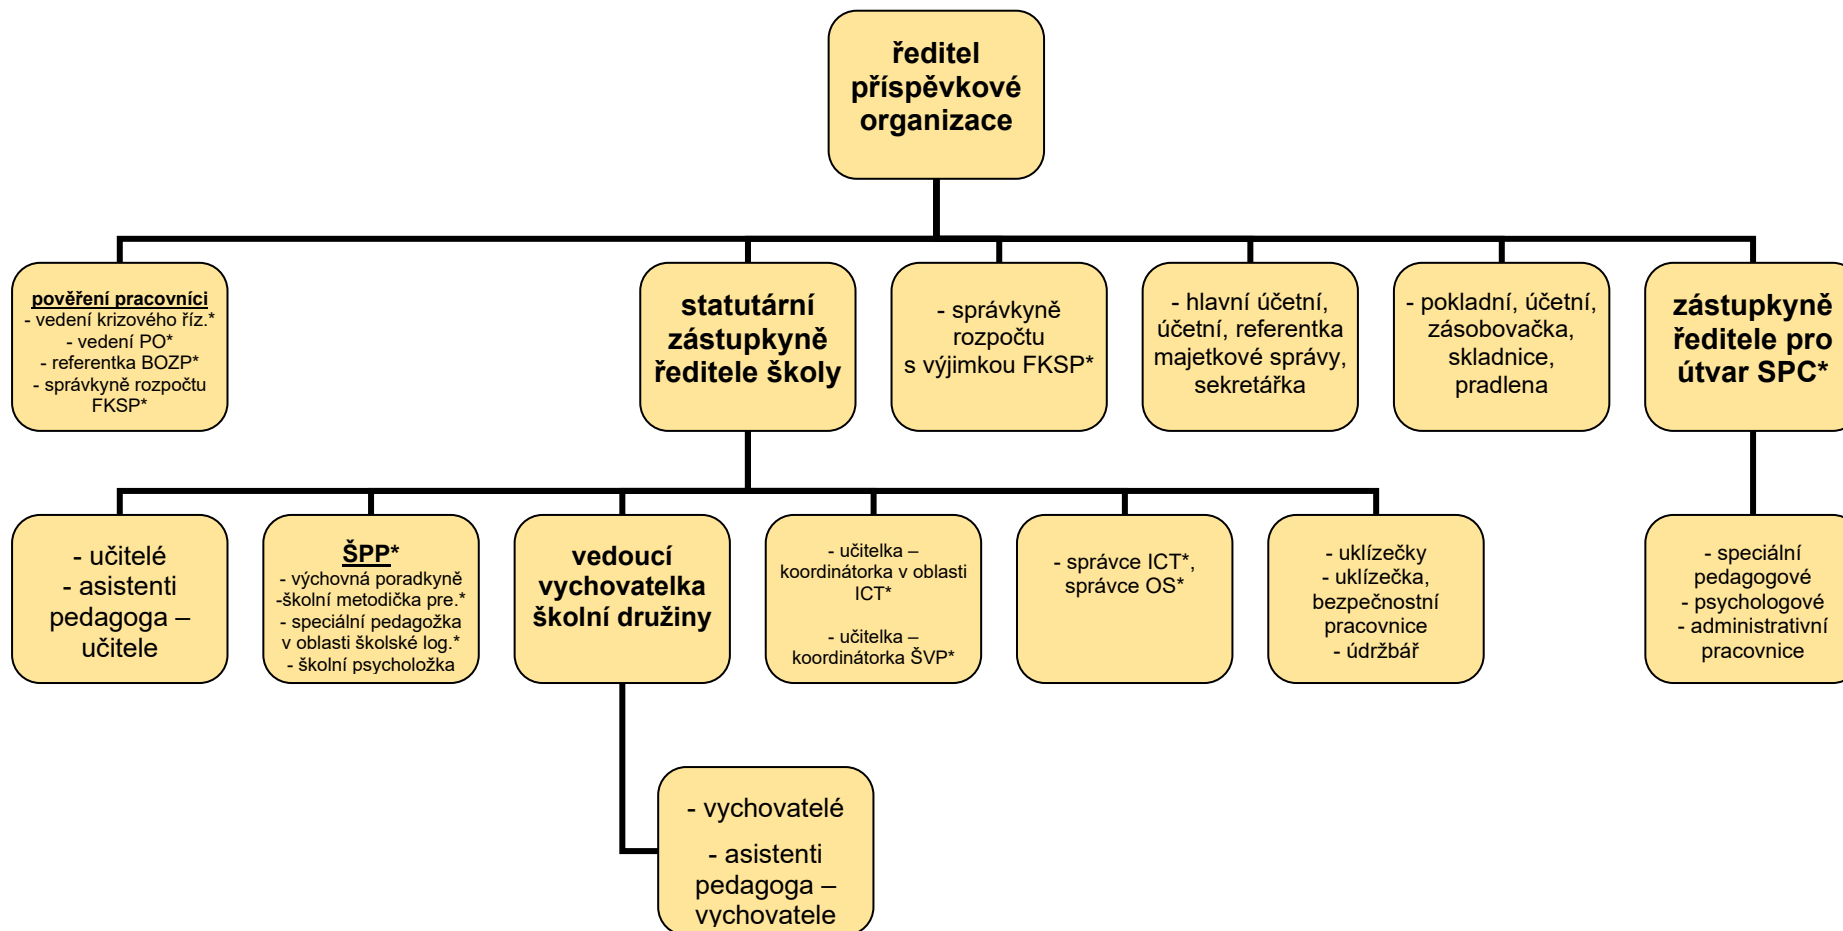 ředitel
příspěvkové
organizace
pověření pracovníci
- vedení krizového říz.*
- vedení PO*
- referentka BOZP*
- správkyně rozpočtu
FKSP*
statutární
zástupkyně
ředitele školy
- správkyně
rozpočtu
s výjimkou FKSP*
- hlavní účetní,
účetní, referentka
majetkové správy,
sekretářka
- pokladní, účetní,
zásobovačka,
skladnice,
pradlena
zástupkyně
ředitele pro
útvar SPC*
- učitelé
- asistenti
pedagoga –
učitele
ŠPP*
- výchovná poradkyně
-školní metodička pre.*
- speciální pedagožka
v oblasti školské log.*
- školní psycholožka
vedoucí
vychovatelka
školní družiny
- učitelka –
koordinátorka v oblasti
ICT*
- učitelka –
koordinátorka ŠVP*
- správce ICT*,
správce OS*
- uklízečky
- uklízečka,
bezpečnostní
pracovnice
- údržbář
- speciální
pedagogové
- psychologové
- administrativní
pracovnice
- vychovatelé
- asistenti
pedagoga –
vychovatele